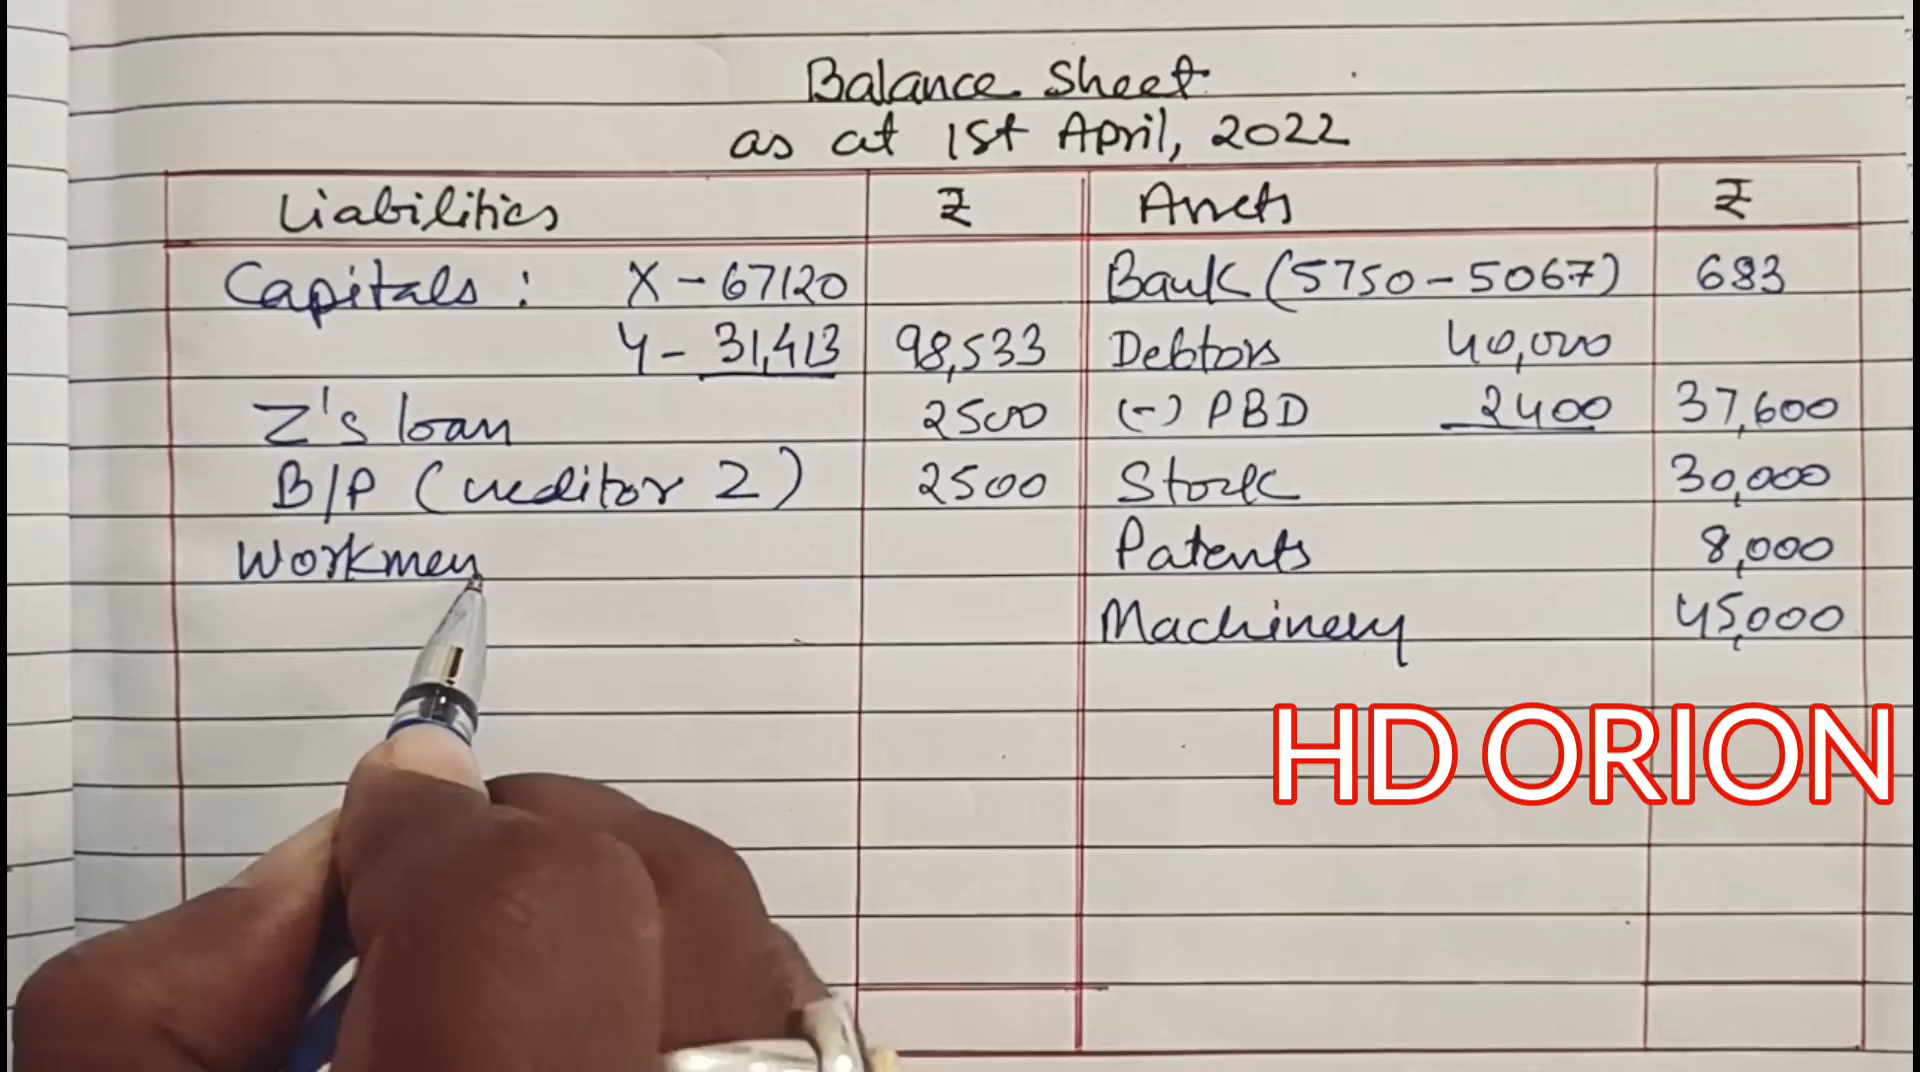 Balance Sheet
as at 1st April, 2022
Liabilities ₹ Assets ₹
Capitals : X - 67120 Bank (5750 - 5067) 683
Y - 31,413 98,533 Debtors 40,000
Z's loan 2500 (-) PBD 2400 37,600
B/P (creditor 2) 2500 Stock 30,000
Workmen Patents 8,000
Machinery 45,000
HD ORION